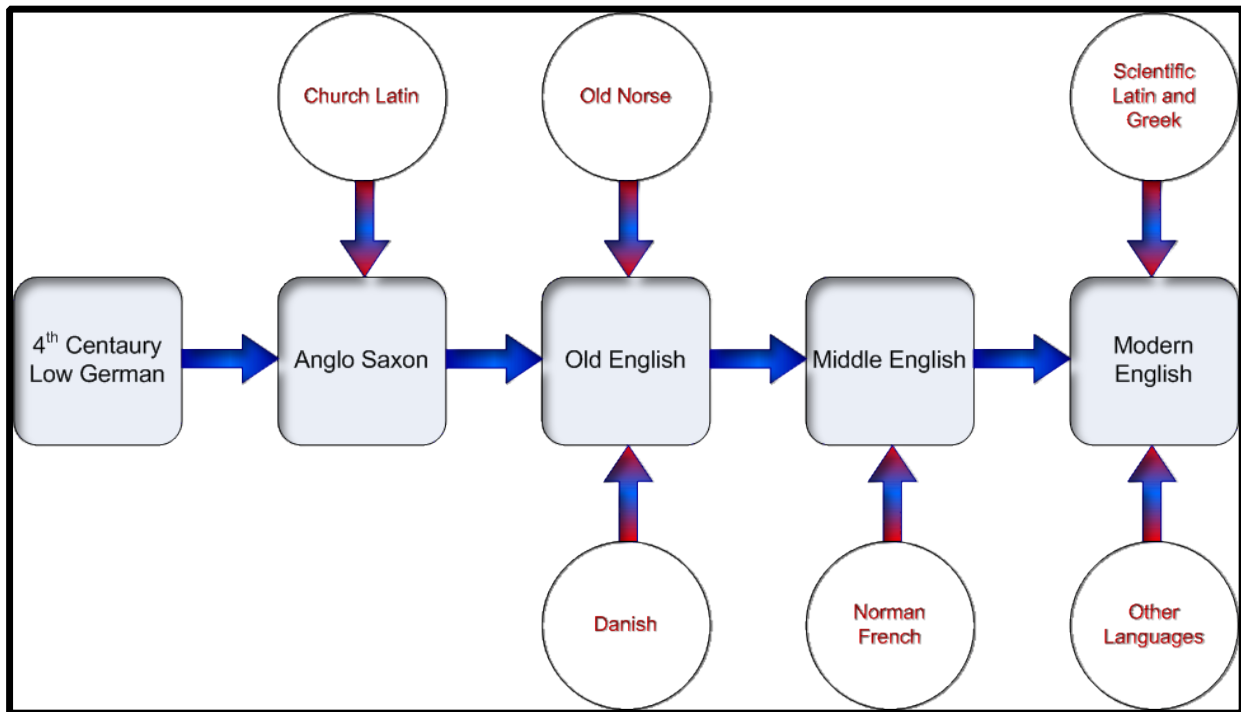 Church Latin
Old Norse
Scientific
Latin and
Greek
4th Centaury
Low German
Anglo Saxon
Old English
Middle English
Modern
English
Danish
Norman
French
Other
Languages